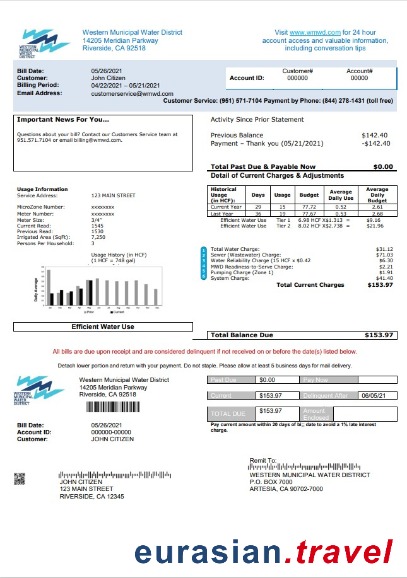 WESTERN
MUNICIPAL
WATER
DISTRICT
Western Municipal Water District
14205 Meridian Parkway
Riverside, CA 92518
Visit www.wmwd.com for 24 hour
account access and valuable information,
including conversation tips
Bill Date: 05/26/2021
Customer: John Citizen
Billing Period: 04/22/2021 – 05/21/2021
Email Address: customerservice@wmwd.com
Customer# Account#
Account ID: 000000 00000
Customer Service: (951) 571-7104 Payment by Phone: (844) 278-1431 (toll free)
Important News For You...
Questions about your bill? Contact our Customers Service team at
951.571.7104 or email billing@wmwd.com.
Activity Since Prior Statement
Previous Balance $142.40
Payment – Thank you (05/21/2021) -$142.40
Total Past Due & Payable Now $0.00
Detail of Current Charges & Adjustments
Usage Information
Service Address: 123 MAIN STREET
MicroZone Number: xxxxxxxx
Meter Number: xxxxxxxx
Meter Size: 3/4"
Current Read: 1545
Previous Read: 1530
Irrigated Area (SqFt): 7,250
Persons Per Household: 3
Historical Usage (in HCF): Days Usage Budget Average Daily Use Average Daily Budget
Current Year 29 15 77.72 0.52 2.61
Last Year 36 19 77.67 0.53 2.68
Efficient Water Use Tier 1 6.98 HCF X$1.313= $9.16
Efficient Water Use Tier 2 8.02 HCF X$2.738= $21.96
Usage History (in HCF)
(1 HCF = 748 gal)
Daily Average
Total Water Charge: $31.12
Sewer (Wastewater) Charge: $71.03
Water Reliability Charge (15 HCF x $0.42 $6.30
MWD Readiness-to-Serve Charge: $2.21
Pumping Charge (Zone 1) $1.91
System Charge: $41.40
Total Current Charges $153.97
Efficient Water Use
Total Balance Due $153.97
All bills are due upon receipt and are considered delinquent if not received on or before the date(s) listed below.
Detach lower portion and return with your payment. Do not staple. Please allow at least 5 business days for mail delivery.
WESTERN
MUNICIPAL
WATER
DISTRICT
Western Municipal Water District
14205 Meridian Parkway
Riverside, CA 92518
Past Due $0.00 Pay Now
Current $153.97 Delinquent After 06/05/21
TOTAL DUE $153.97 Amount Enclosed
Pay current amount within 20 days of bill date to avoid a 1% late interest
charge.
Bill Date: 05/26/2021
Account ID: 000000-00000
Customer: JOHN CITIZEN
JOHN CITIZEN
123 MAIN STREET
RIVERSIDE, CA 12345
Remit To:
WESTERN MUNICIPAL WATER DISTRICT
P.O. BOX 7000
ARTESIA, CA 90702-7000
eurasian.travel